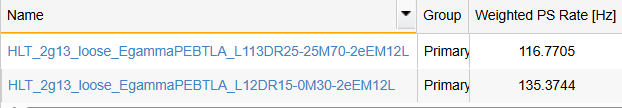 Name Group Weighted PS Rate [Hz]
HLT_2g13_loose_EgammaPEBTLA_L113DR25-25M70-2eEM12L Primary 116.7705
HLT_2g13_loose_EgammaPEBTLA_L12DR15-0M30-2eEM12L Primary 135.3744